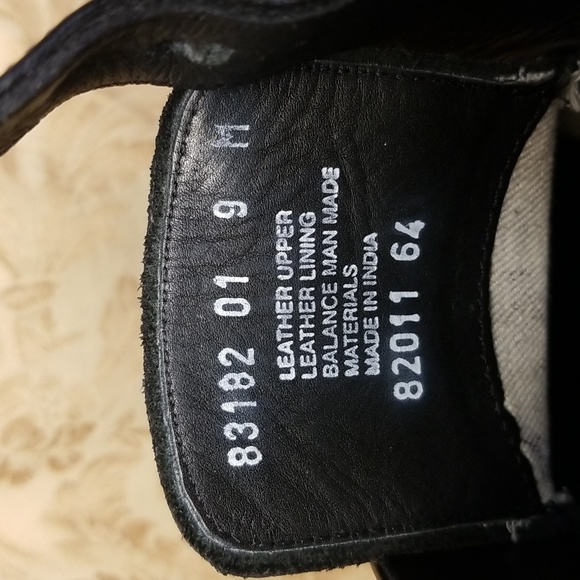 83182 01 9 M
LEATHER UPPER
LEATHER LINING
BALANCE MAN MADE
MATERIALS
MADE IN INDIA
82011 64